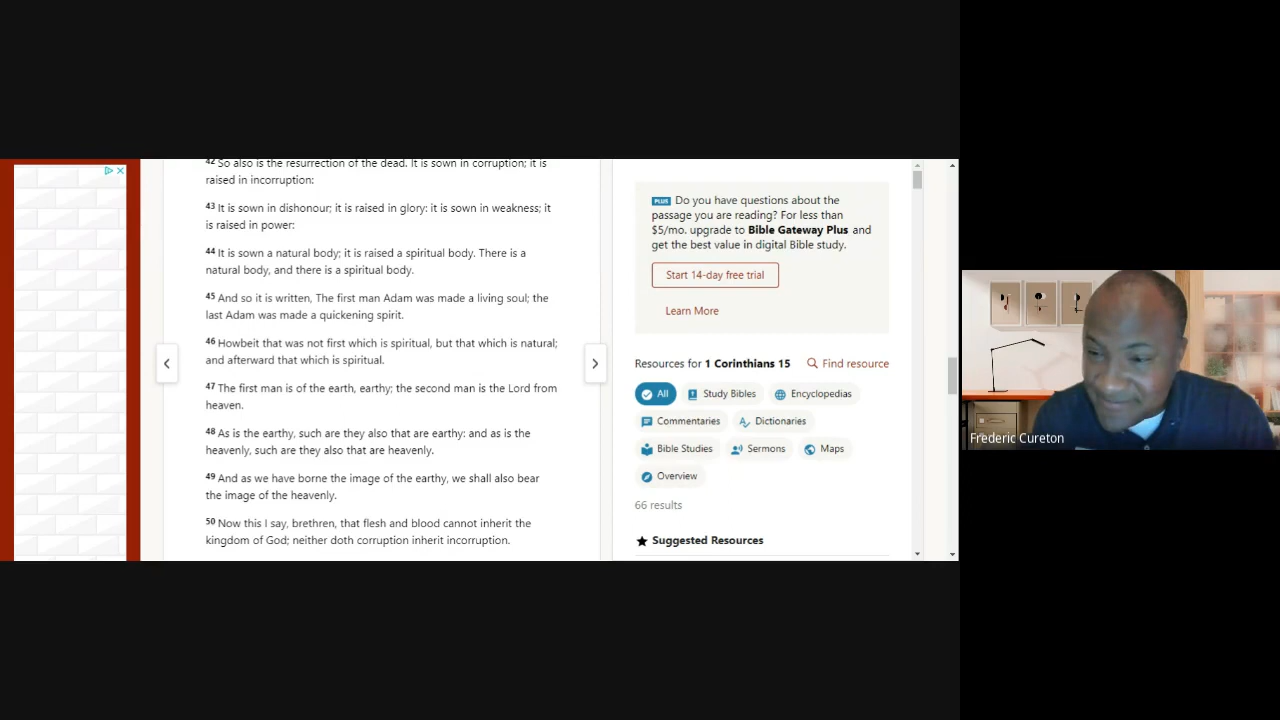 42 So also is the resurrection of the dead. It is sown in corruption; it is
raised in incorruption:
43 It is sown in dishonour; it is raised in glory: it is sown in weakness; it
is raised in power:
44 It is sown a natural body; it is raised a spiritual body. There is a
natural body, and there is a spiritual body.
45 And so it is written, The first man Adam was made a living soul; the
last Adam was made a quickening spirit.
46 Howbeit that was not first which is spiritual, but that which is natural;
and afterward that which is spiritual.
47 The first man is of the earth, earthy; the second man is the Lord from
heaven.
48 As is the earthy, such are they also that are earthy: and as is the
heavenly, such are they also that are heavenly.
49 And as we have borne the image of the earthy, we shall also bear
the image of the heavenly.
50 Now this I say, brethren, that flesh and blood cannot inherit the
kingdom of God; neither doth corruption inherit incorruption.
PLUS Do you have questions about the
passage you are reading? For less than
$5/mo. upgrade to Bible Gateway Plus and
get the best value in digital Bible study.
Start 14-day free trial
Learn More
Resources for 1 Corinthians 15 Find resource
All Study Bibles Encyclopedias
Commentaries Dictionaries
Bible Studies Sermons Maps
Overview
66 results
Suggested Resources
Frederic Cureton